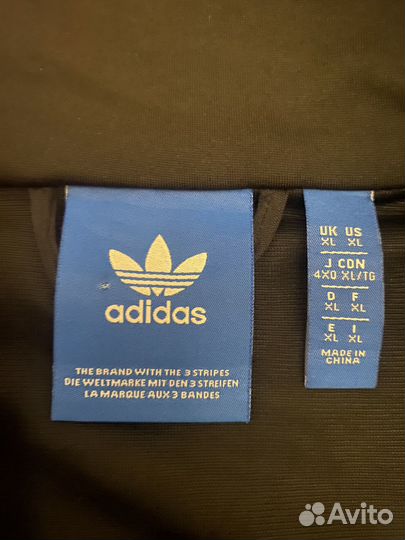 adidas
THE BRAND WITH THE 3 STRIPES
DIE WELTMARKE MIT DEN 3 STREIFEN
LA MARQUE AUX 3 BANDES
UK US
XL XL
J CDN
4XO XL/TG
D F
XL XL
E I
XL XL
MADE IN
CHINA
Avito